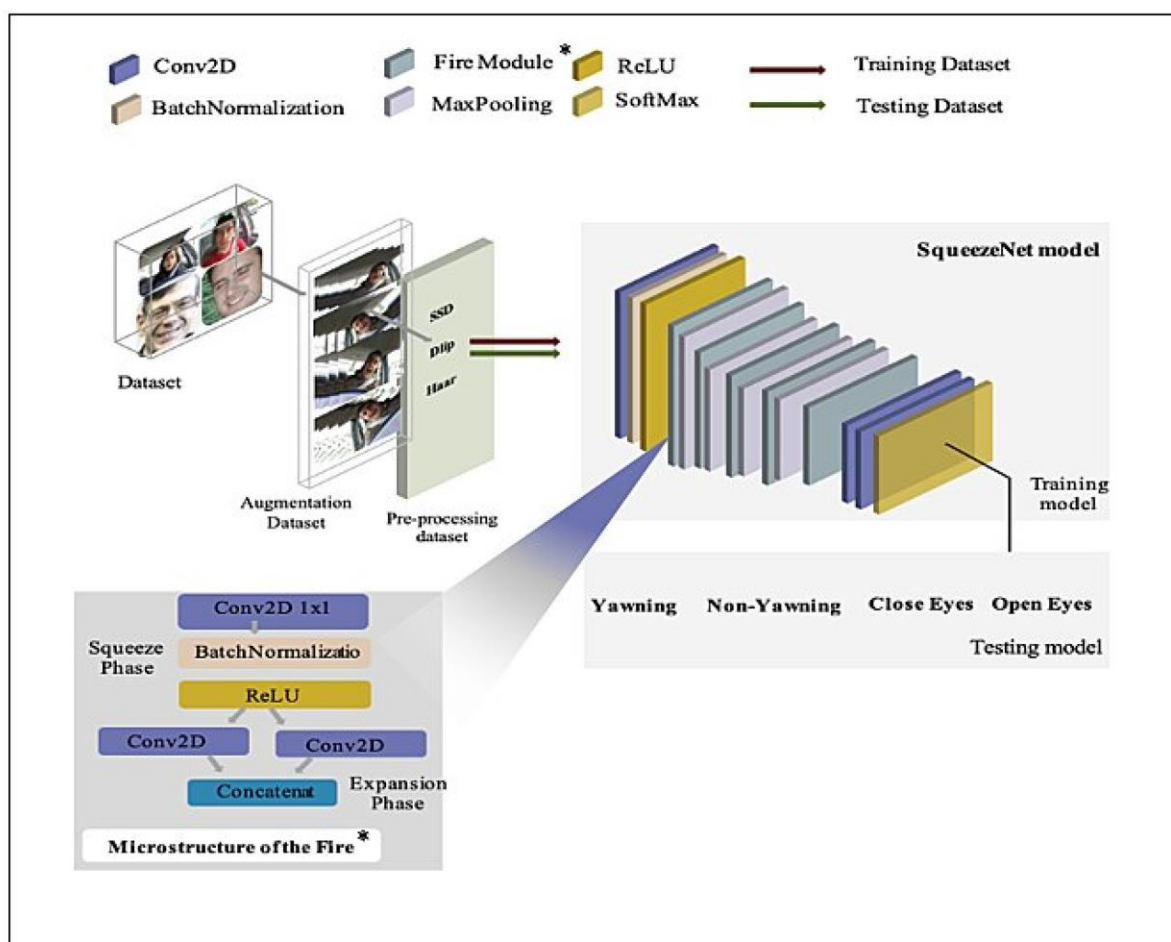 Conv2D
Fire Module *
ReLU
Training Dataset
BatchNormalization
MaxPooling
SoftMax
Testing Dataset
SqueezeNet model
SSD
Dlip
Haar
Dataset
Augmentation
Dataset
Pre-processing
dataset
Training
model
Yawning
Non-Yawning
Close Eyes
Open Eyes
Testing model
Conv2D 1x1
Squeeze
Phase
BatchNormalizatio
ReLU
Conv2D
Conv2D
Concatenat
Expansion
Phase
Microstructure of the Fire *